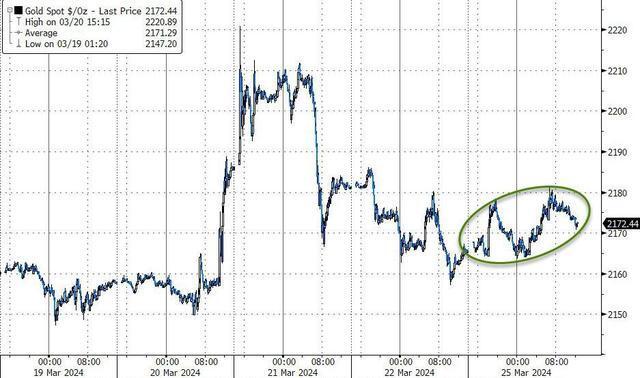 Gold Spot $/Oz - Last Price 2172.44
High on 03/20 15:15 2220.89
Average 2171.29
Low on 03/19 01:20 2147.20
2220
2210
2200
2190
2180
2172.44
2170
2160
2150
00:00 08:00 00:00 08:00 00:00 08:00 00:00 08:00 00:00 08:00
19 Mar 2024 20 Mar 2024 21 Mar 2024 22 Mar 2024 25 Mar 2024